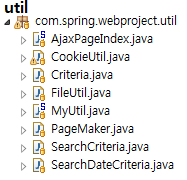 util
com.spring.webproject.util
AjaxPageIndex.java
CookieUtil.java
Criteria.java
FileUtil.java
MyUtil.java
PageMaker.java
SearchCriteria.java
SearchDateCriteria.java